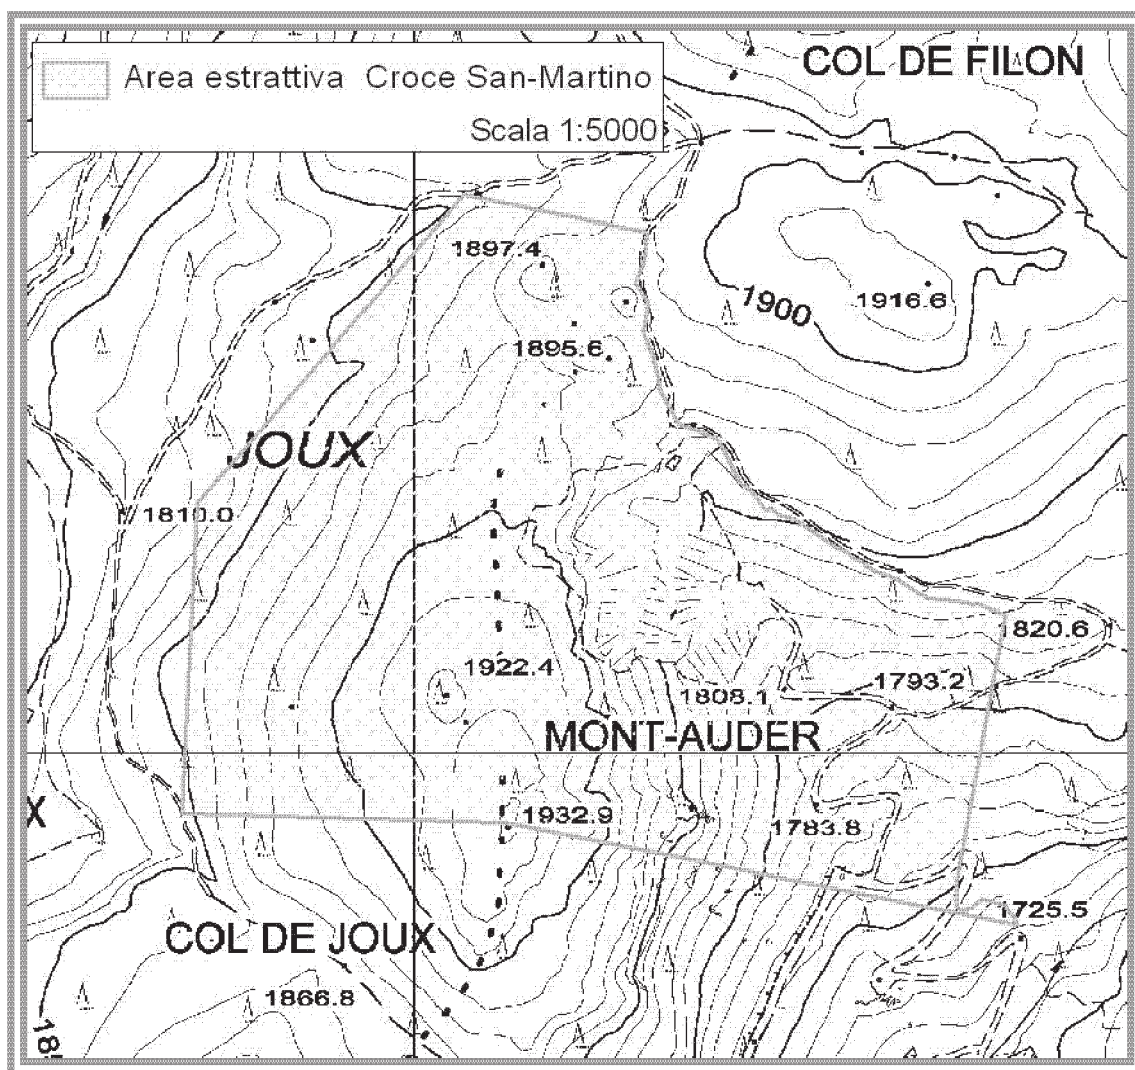 Area estrattiva Croce San-Martino
Scala 1:5000
COL DE FILON
1897.4
1900
1916.6
1895.6
JOUX
1810.0
820.6
1922.4
1793.2
1808.1
MONT-AUDER
X
1932.9
1783.8
1725.5
COL DE JOUX
1866.8